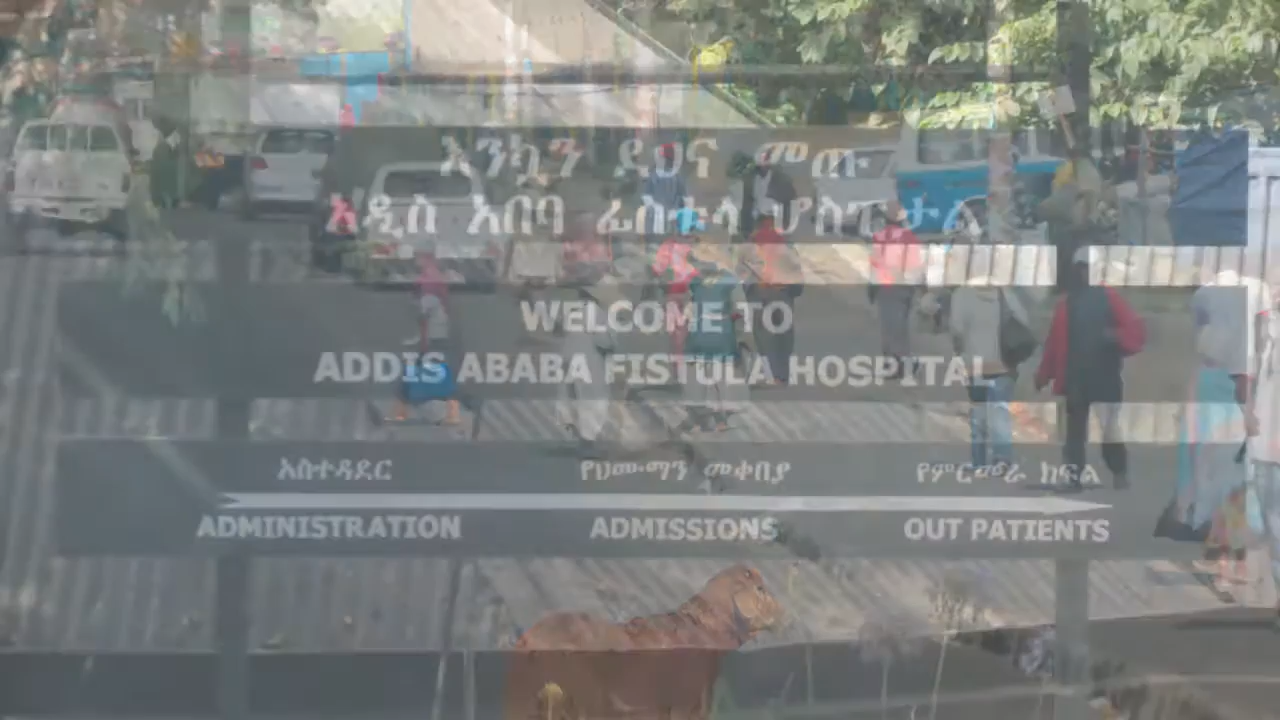 እንኳን ደህና መጡ
አዲስ አበባ ፊስቱላ ሆስፒታል
WELCOME TO
ADDIS ABABA FISTULA HOSPITAL
አስተዳደር
የህሙማን መቀበያ
የምርመራ ክፍል
ADMINISTRATION
ADMISSIONS
OUT PATIENTS